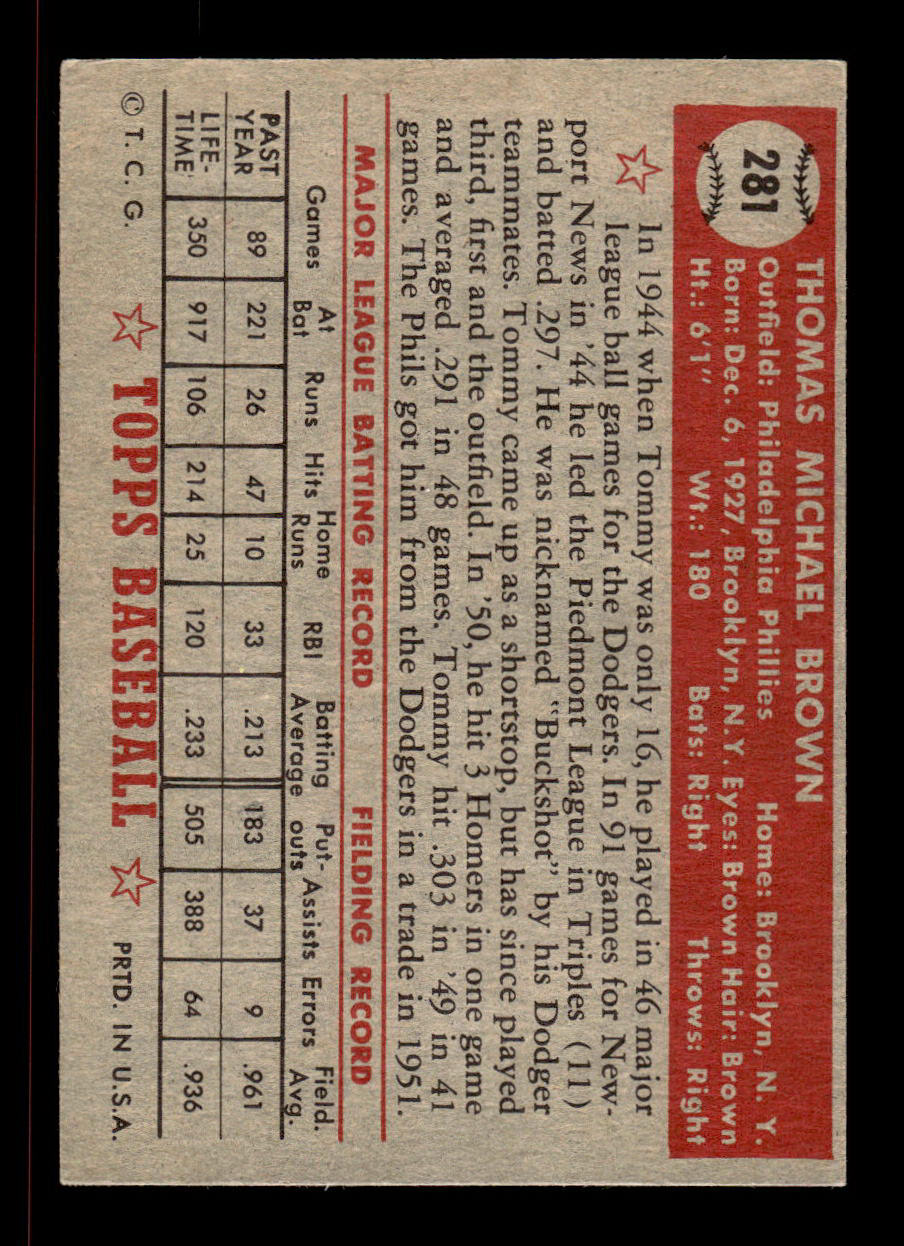 281
THOMAS MICHAEL BROWN
Outfield: Philadelphia Phillies Home: Brooklyn, N. Y.
Born: Dec. 6, 1927, Brooklyn, N.Y. Eyes: Brown Hair: Brown
Ht.: 6'1" Wt.: 180 Bats: Right Throws: Right
In 1944 when Tommy was only 16, he played in 46 major
league ball games for the Dodgers. In 91 games for New-
port News in '44 he led the Piedmont League in Triples (11)
and batted .297. He was nicknamed "Buckshot" by his Dodger
teammates. Tommy came up as a shortstop, but has since played
third, first and the outfield. In '50, he hit 3 Homers in one game
and averaged .291 in 48 games. Tommy hit .303 in '49 in 41
games. The Phils got him from the Dodgers in a trade in 1951.
MAJOR LEAGUE BATTING RECORD FIELDING RECORD
Games At Bat Runs Hits Home Runs RBI Batting Average Put-outs Assists Errors Field. Avg.
PAST YEAR 89 221 26 47 10 33 .213 183 37 9 .961
LIFE-TIME 350 917 106 214 25 120 .233 505 388 64 .936
© T. C. G. TOPPS BASEBALL PRTD. IN U.S.A.